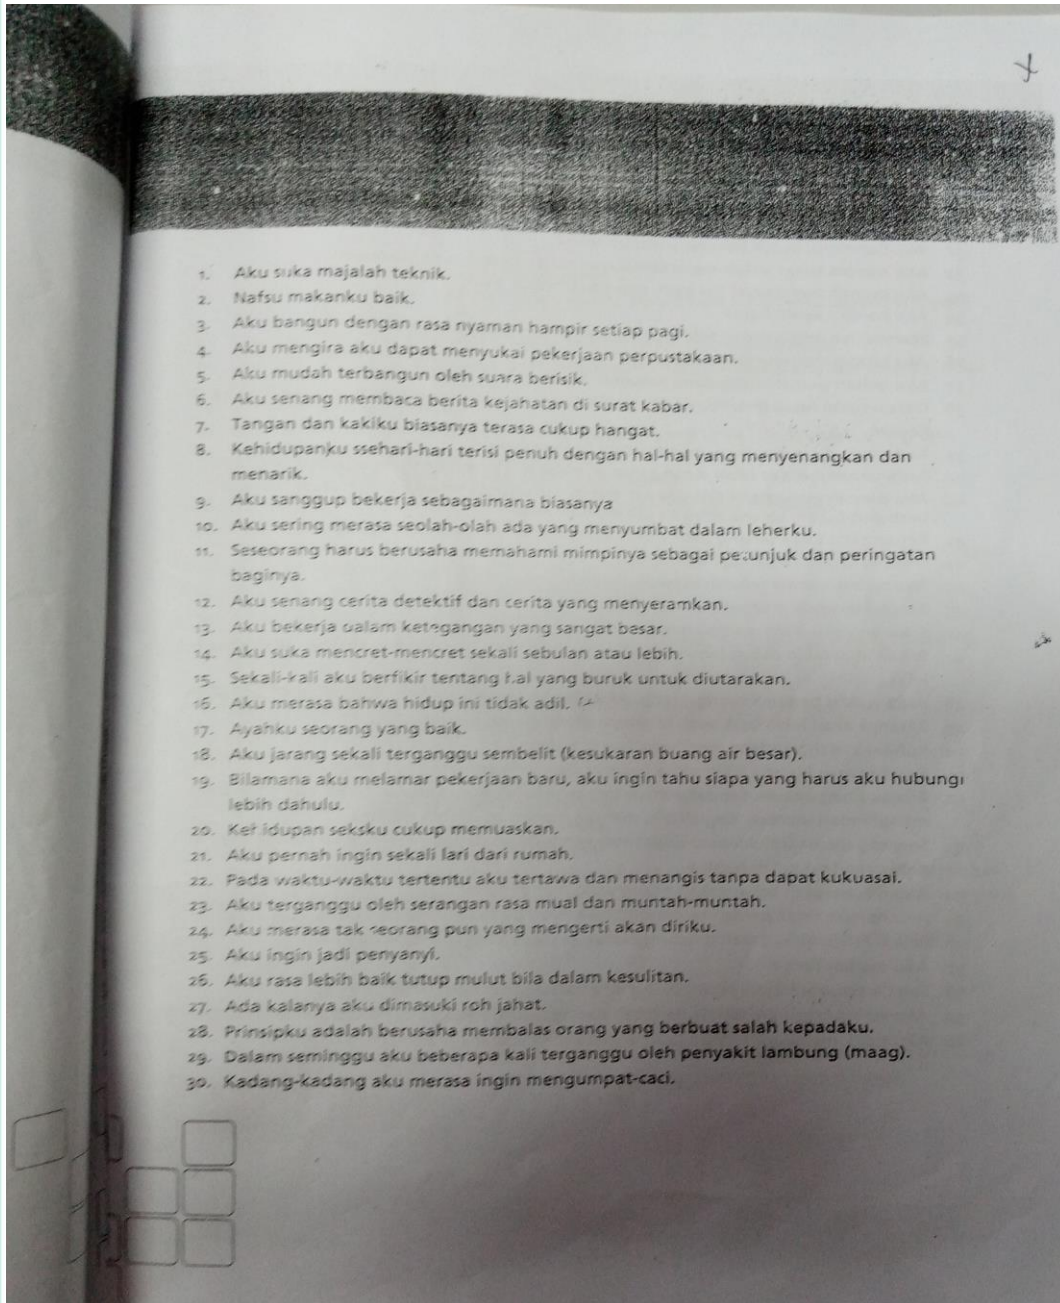 1. Aku suka majalah teknik.
2. Nafsu makanku baik.
3. Aku bangun dengan rasa nyaman hampir setiap pagi.
4. Aku mengira aku dapat menyukai pekerjaan perpustakaan.
5. Aku mudah terbangun oleh suara berisik.
6. Aku senang membaca berita kejahatan di surat kabar.
7. Tangan dan kakiku biasanya terasa cukup hangat.
8. Kehidupanku ssehari-hari terisi penuh dengan hal-hal yang menyenangkan dan
menarik.
9. Aku sanggup bekerja sebagaimana biasanya
10. Aku sering merasa seolah-olah ada yang menyumbat dalam leherku.
11. Seseorang harus berusaha memahami mimpinya sebagai petunjuk dan peringatan
baginya.
12. Aku senang cerita detektif dan cerita yang menyeramkan.
13. Aku bekerja dalam ketegangan yang sangat besar.
14. Aku suka mencret-mencret sekali sebulan atau lebih.
15. Sekali-kali aku berfikir tentang hal yang buruk untuk diutarakan.
16. Aku merasa bahwa hidup ini tidak adil.
17. Ayahku seorang yang baik.
18. Aku jarang sekali terganggu sembelit (kesukaran buang air besar).
19. Bilamana aku melamar pekerjaan baru, aku ingin tahu siapa yang harus aku hubungi
lebih dahulu.
20. Kehidupan seksku cukup memuaskan.
21. Aku pernah ingin sekali lari dari rumah.
22. Pada waktu-waktu tertentu aku tertawa dan menangis tanpa dapat kukuasai.
23. Aku terganggu oleh serangan rasa mual dan muntah-muntah.
24. Aku merasa tak seorang pun yang mengerti akan diriku.
25. Aku ingin jadi penyanyi.
26. Aku rasa lebih baik tutup mulut bila dalam kesulitan.
27. Ada kalanya aku dimasuki roh jahat.
28. Prinsipku adalah berusaha membalas orang yang berbuat salah kepadaku.
29. Dalam seminggu aku beberapa kali terganggu oleh penyakit lambung (maag).
30. Kadang-kadang aku merasa ingin mengumpat-caci.